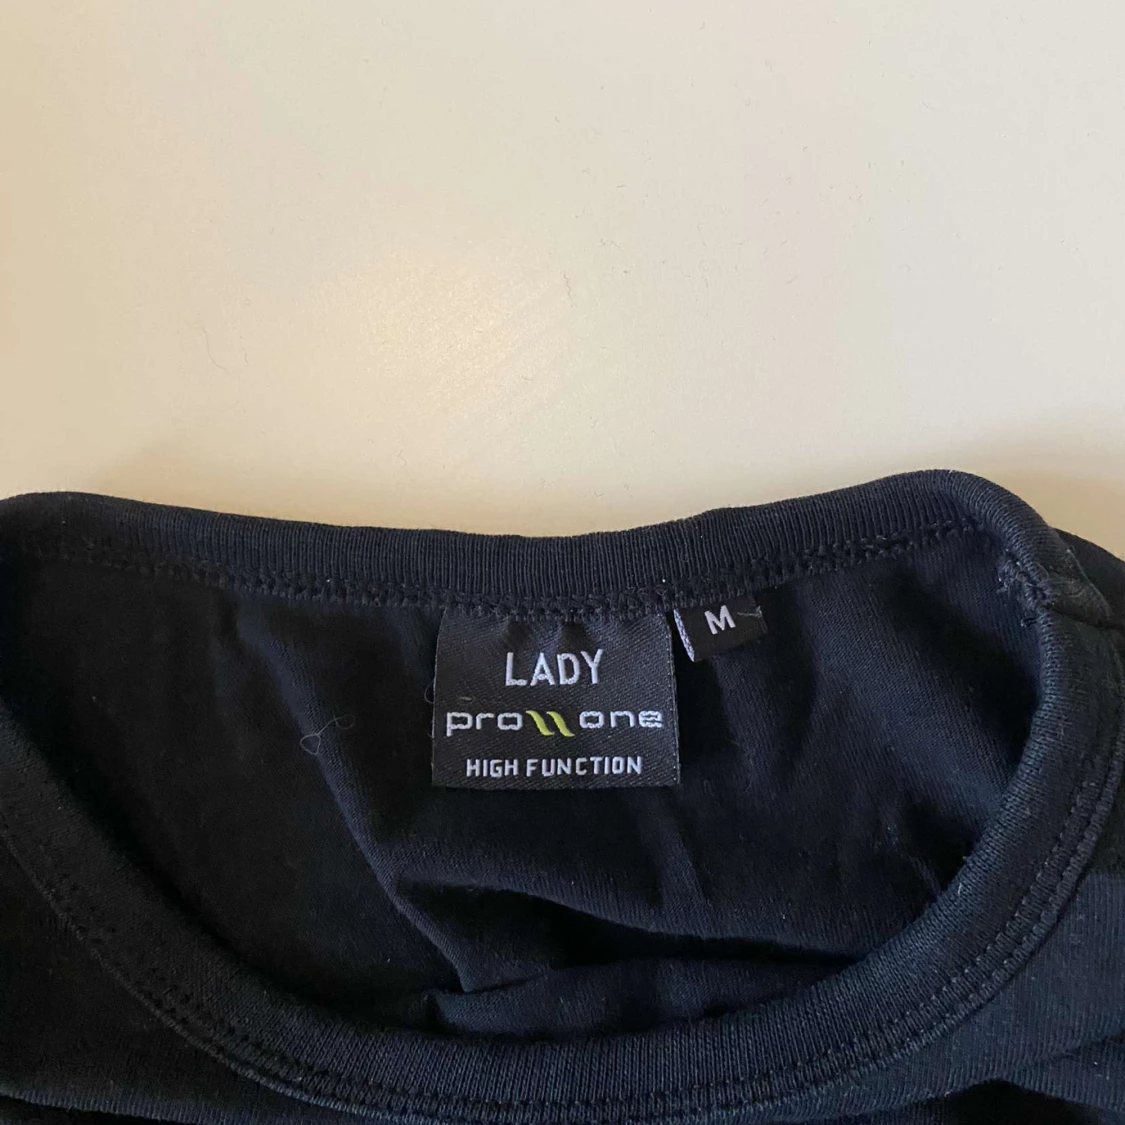 LADY
pro one
HIGH FUNCTION
M